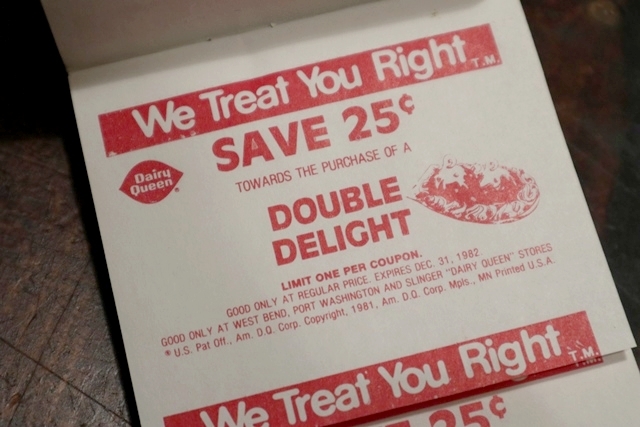 We Treat You Right T.M.
SAVE 25¢
TOWARDS THE PURCHASE OF A
Dairy
Queen®
DOUBLE
DELIGHT
LIMIT ONE PER COUPON.
GOOD ONLY AT REGULAR PRICE. EXPIRES DEC. 31, 1982
GOOD ONLY AT WEST BEND, PORT WASHINGTON AND SLINGER "DAIRY QUEEN" STORES
® U.S. Pat Off., Am. D.Q. Corp. Copyright, 1981, Am. D.Q. Corp. Mpls., MN Printed U.S.A.
We Treat You Right T.M.
25¢